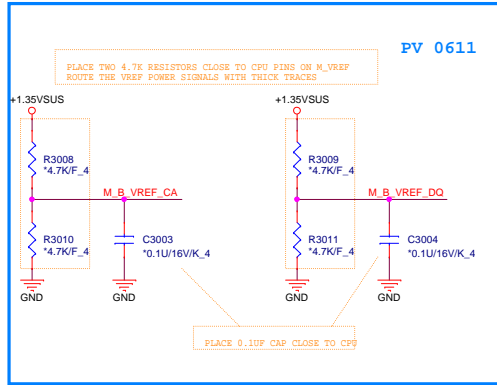 PV 0611
PLACE TWO 4.7K RESISTORS CLOSE TO CPU PINS ON M_VREF
ROUTE THE VREF POWER SIGNALS WITH THICK TRACES
+1.35VSUS
R3008
*4.7K/F_4
M_B_VREF_CA
R3010
*4.7K/F_4
C3003
*0.1U/16V/K_4
GND
GND
+1.35VSUS
R3009
*4.7K/F_4
M_B_VREF_DQ
R3011
*4.7K/F_4
C3004
*0.1U/16V/K_4
GND
GND
PLACE 0.1UF CAP CLOSE TO CPU